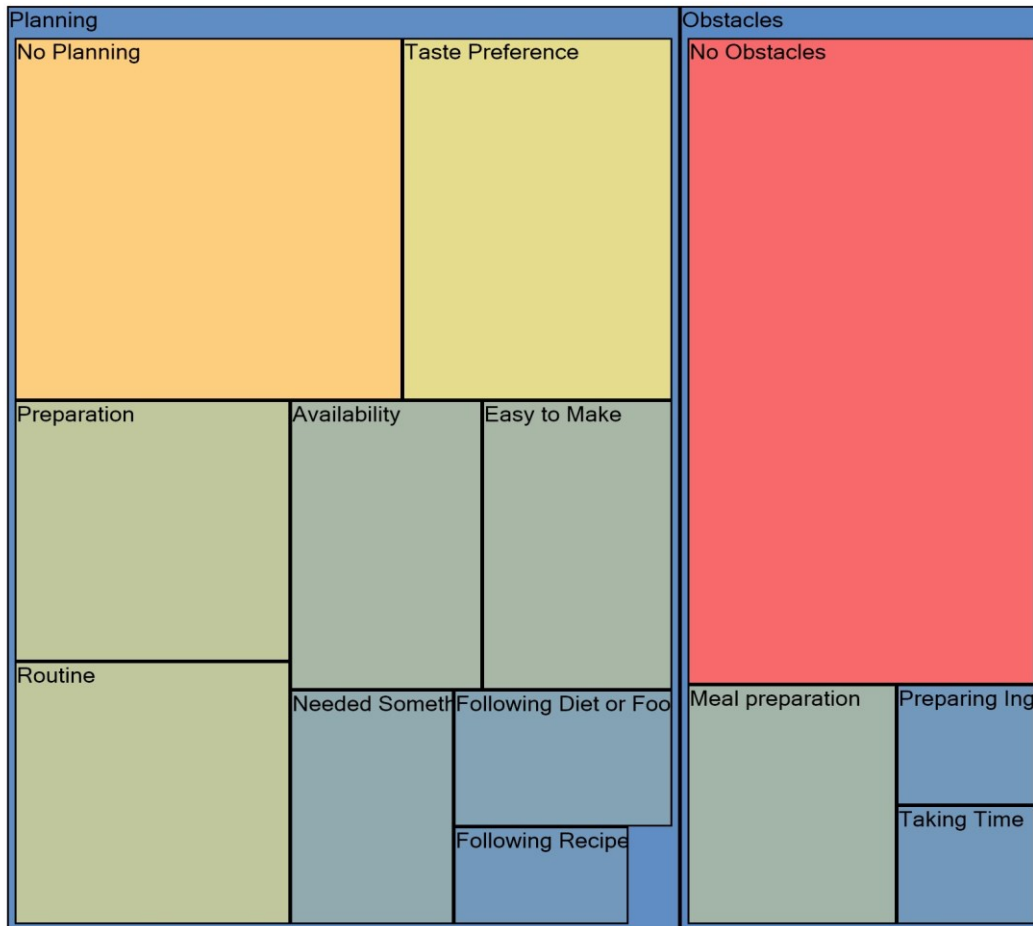 Planning
No Planning
Taste Preference
Preparation
Availability
Easy to Make
Routine
Needed Someth
Following Diet or Foo
Following Recipe
Obstacles
No Obstacles
Meal preparation
Preparing Ing
Taking Time